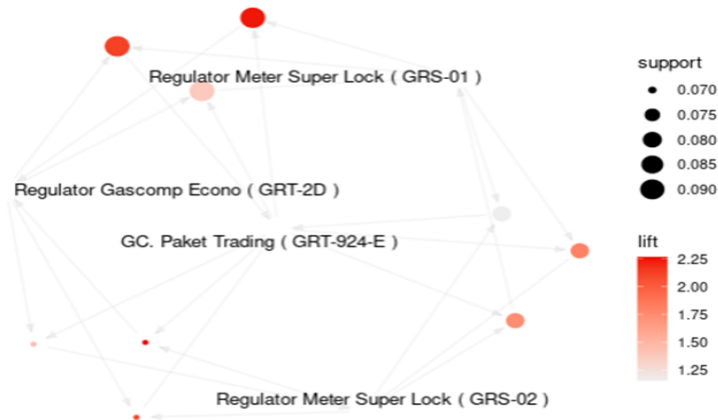 Regulator Meter Super Lock ( GRS-01 )
Regulator Gascomp Econo ( GRT-2D )
GC. Paket Trading ( GRT-924-E )
Regulator Meter Super Lock ( GRS-02 )
support
0.070
0.075
0.080
0.085
0.090
lift
2.25
2.00
1.75
1.50
1.25